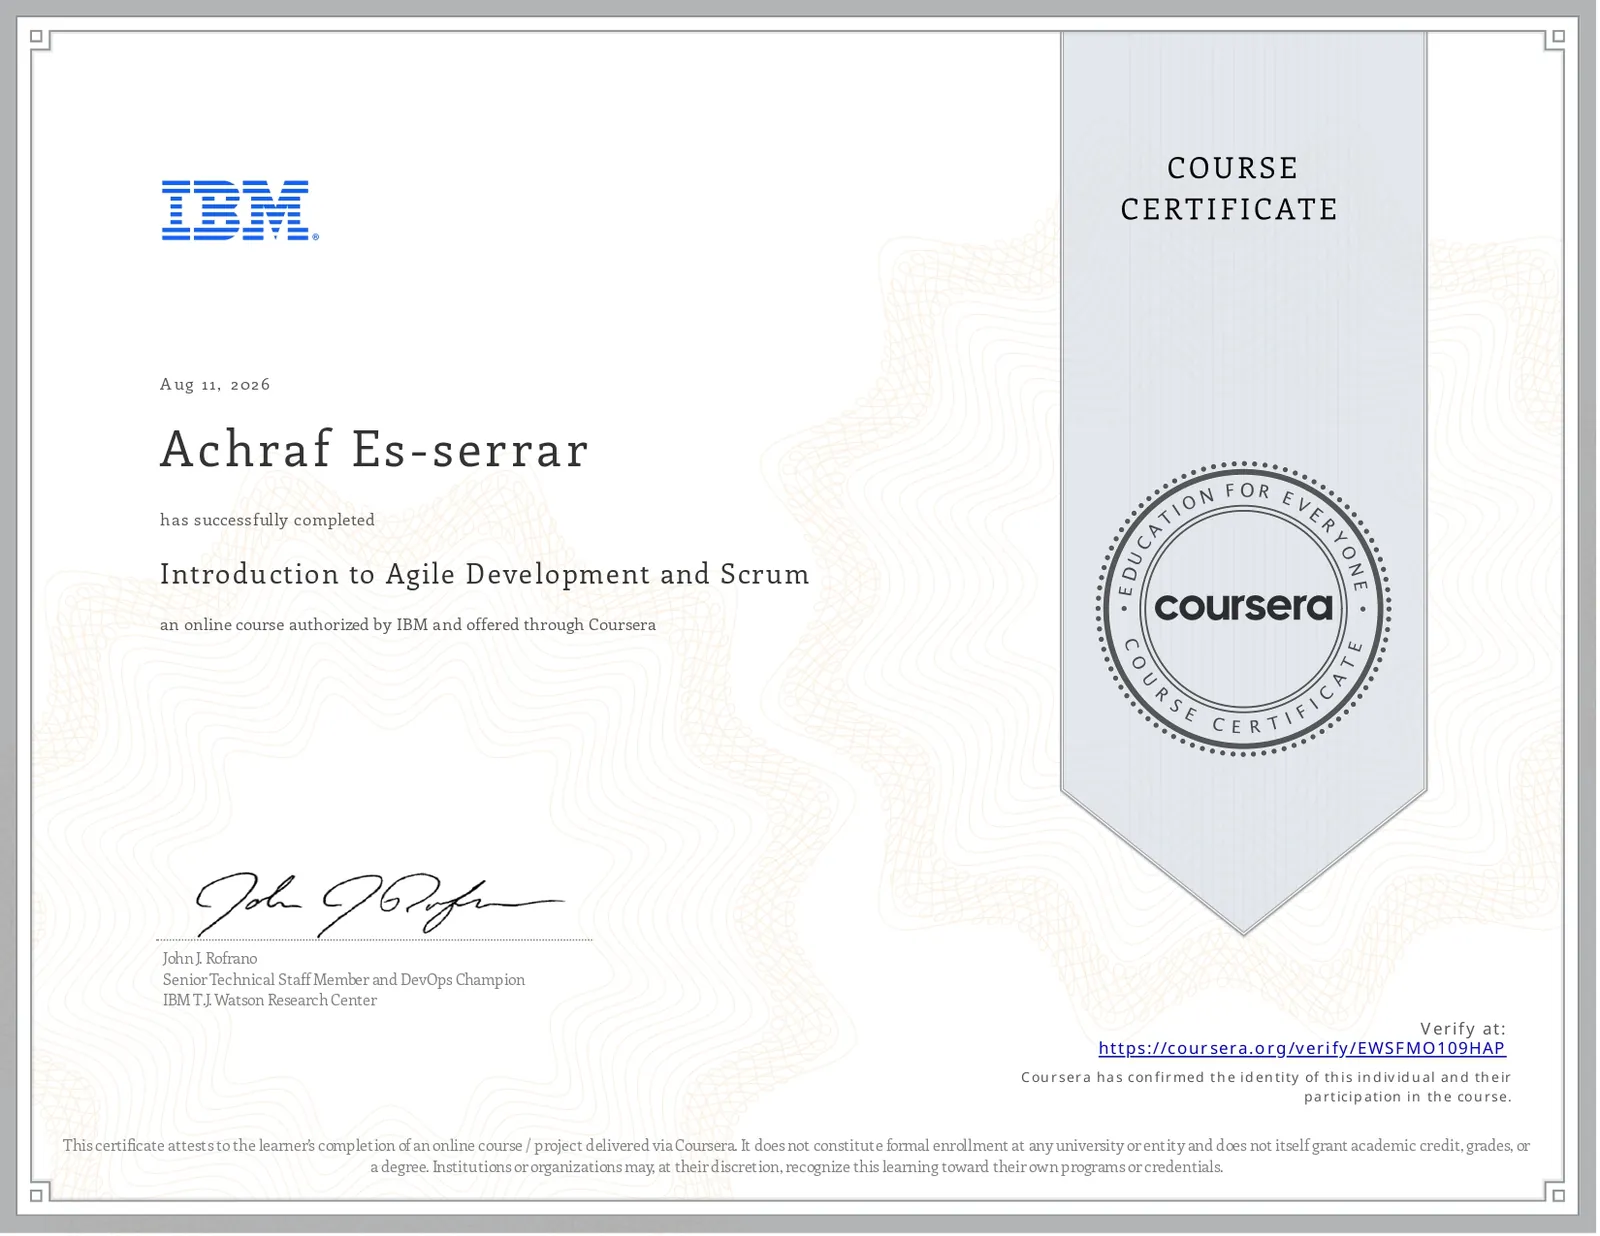 IBM®
COURSE
CERTIFICATE
Aug 11, 2026
Achraf Es-serrar
has successfully completed
Introduction to Agile Development and Scrum
an online course authorized by IBM and offered through Coursera
EDUCATION FOR EVERYONE
coursera
COURSE CERTIFICATE
John J Rofrano
John J. Rofrano
Senior Technical Staff Member and DevOps Champion
IBM T.J. Watson Research Center
Verify at:
https://coursera.org/verify/EWSFMO109HAP
Coursera has confirmed the identity of this individual and their
participation in the course.
This certificate attests to the learner's completion of an online course / project delivered via Coursera. It does not constitute formal enrollment at any university or entity and does not itself grant academic credit, grades, or
a degree. Institutions or organizations may, at their discretion, recognize this learning toward their own programs or credentials.